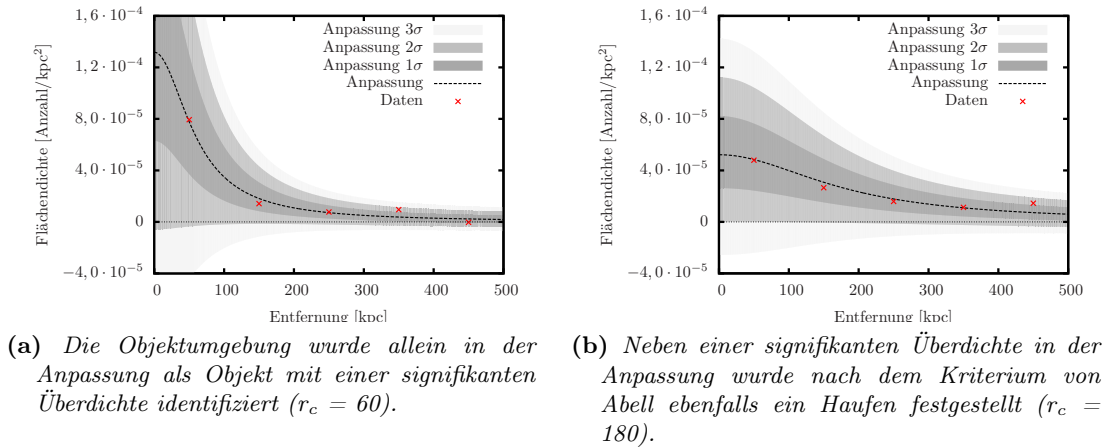 1,6 · 10⁻⁴
1,2 · 10⁻⁴
8,0 · 10⁻⁵
4,0 · 10⁻⁵
0
−4,0 · 10⁻⁵
Flächendichte [Anzahl/kpc²]
Anpassung 3σ
Anpassung 2σ
Anpassung 1σ
Anpassung
Daten
0 100 200 300 400 500
Entfernung [kpc]
(a) Die Objektumgebung wurde allein in der
Anpassung als Objekt mit einer signifikanten
Überdichte identifiziert (r_c = 60).
1,6 · 10⁻⁴
1,2 · 10⁻⁴
8,0 · 10⁻⁵
4,0 · 10⁻⁵
0
−4,0 · 10⁻⁵
Flächendichte [Anzahl/kpc²]
Anpassung 3σ
Anpassung 2σ
Anpassung 1σ
Anpassung
Daten
0 100 200 300 400 500
Entfernung [kpc]
(b) Neben einer signifikanten Überdichte in der
Anpassung wurde nach dem Kriterium von
Abell ebenfalls ein Haufen festgestellt (r_c =
180).